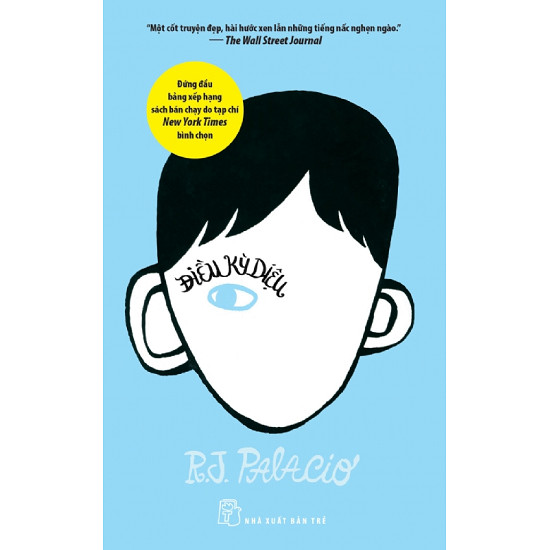 “Một cốt truyện đẹp, hài hước xen lẫn những tiếng nấc nghẹn ngào.”
— The Wall Street Journal
Đứng đầu
bảng xếp hạng
sách bán chạy do tạp chí
New York Times
bình chọn
ĐIỀU KỲ DIỆU
R.J. PALACIO
NHÀ XUẤT BẢN TRẺ